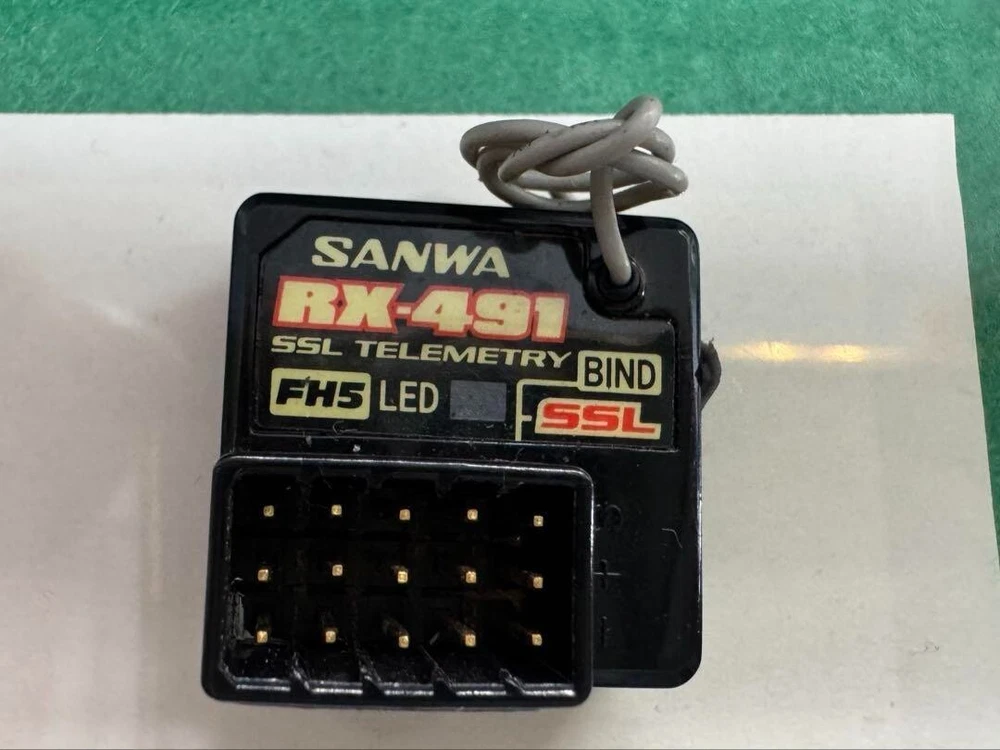 SANWA
RX-491
SSL TELEMETRY
BIND
FH5 LED
SSL
S
+
-